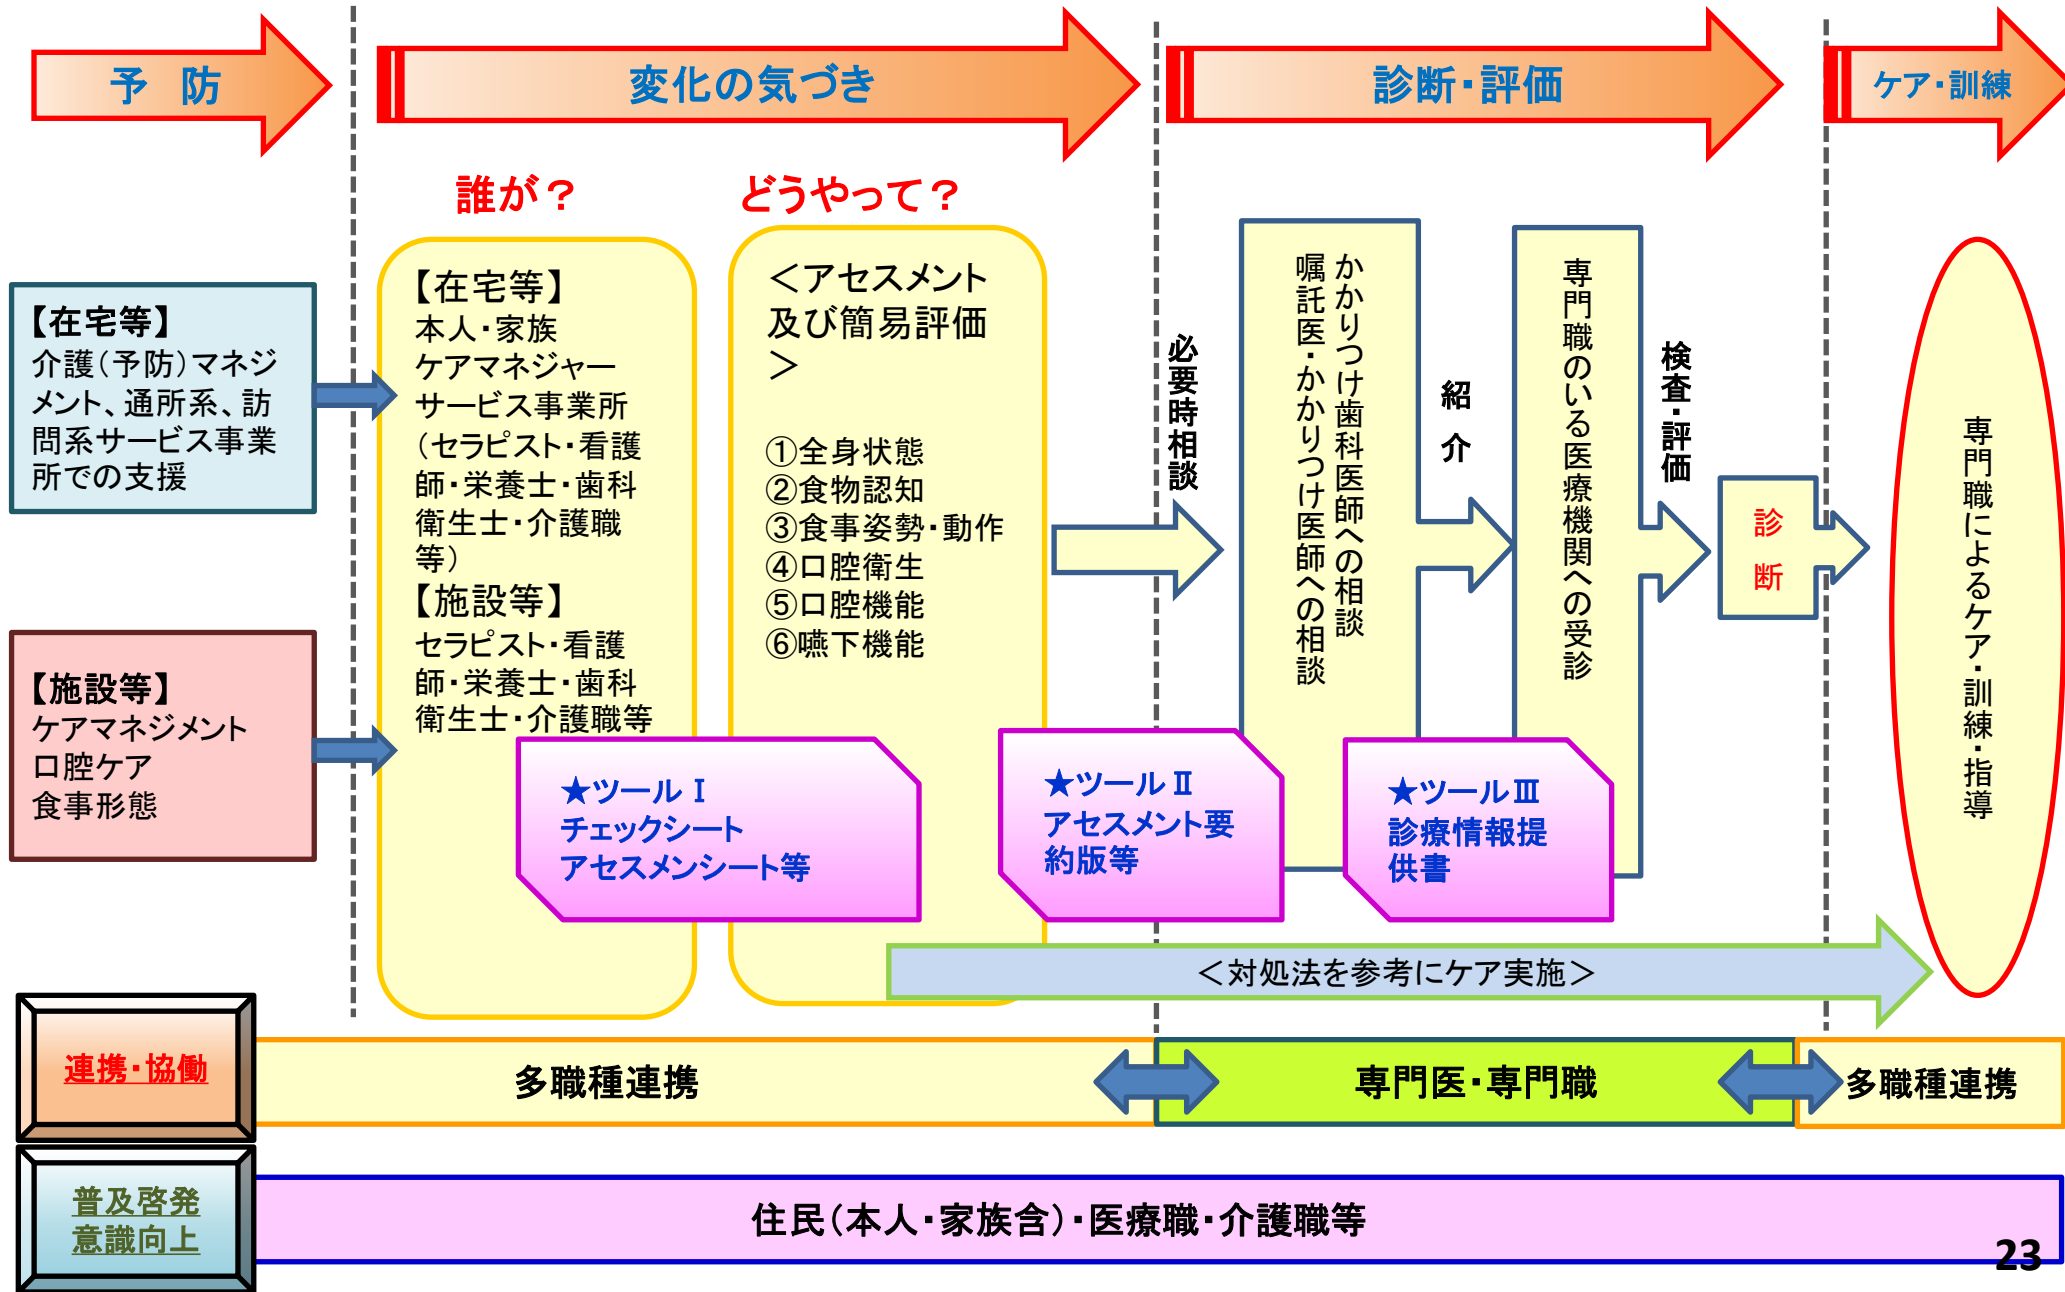 予　防
変化の気づき
診断・評価
ケア・訓練
誰が？
どうやって？
【在宅等】
介護（予防）マネジ
メント、通所系、訪
問系サービス事業
所での支援
【施設等】
ケアマネジメント
口腔ケア
食事形態
【在宅等】
本人・家族
ケアマネジャー
サービス事業所
（セラピスト・看護
師・栄養士・歯科
衛生士・介護職
等）
【施設等】
セラピスト・看護
師・栄養士・歯科
衛生士・介護職等
＜アセスメント
及び簡易評価
＞
①全身状態
②食物認知
③食事姿勢・動作
④口腔衛生
⑤口腔機能
⑥嚥下機能
必要時相談
かかりつけ歯科医師への相談
嘱託医・かかりつけ医師への相談
紹　介
専門職のいる医療機関への受診
検査・評価
診　断
専門職によるケア・訓練・指導
★ツールⅠ
チェックシート
アセスメンシート等
★ツールⅡ
アセスメント要
約版等
★ツールⅢ
診療情報提
供書
＜対処法を参考にケア実施＞
連携・協働
多職種連携
専門医・専門職
多職種連携
普及啓発
意識向上
住民（本人・家族含）・医療職・介護職等
23